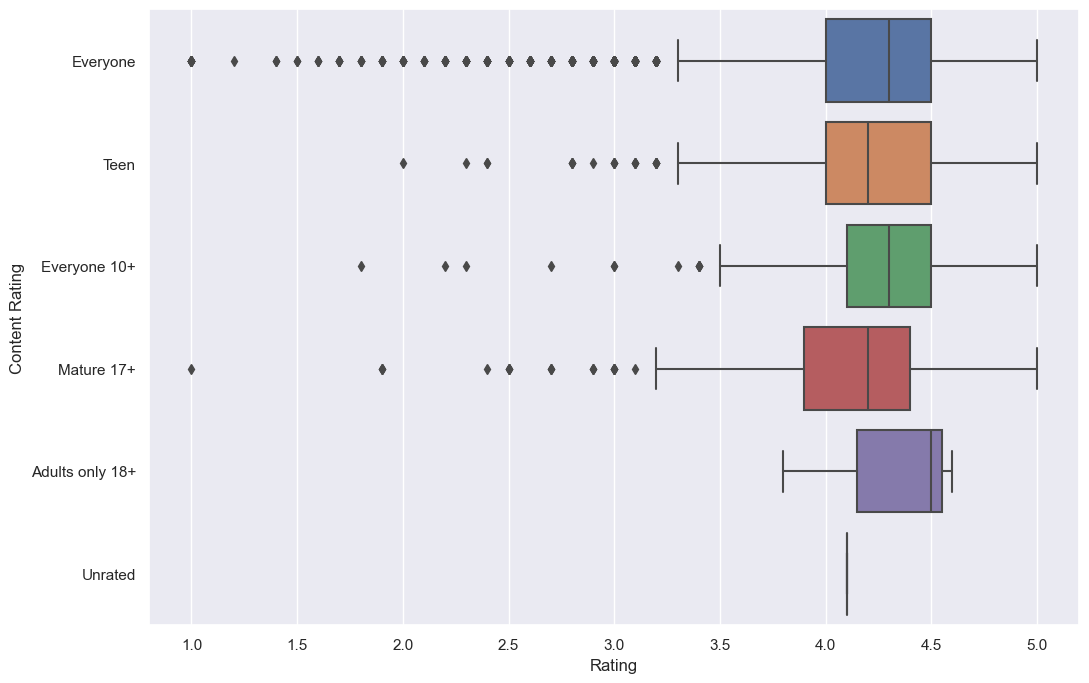 Content Rating
Everyone
Teen
Everyone 10+
Mature 17+
Adults only 18+
Unrated
1.0 1.5 2.0 2.5 3.0 3.5 4.0 4.5 5.0
Rating